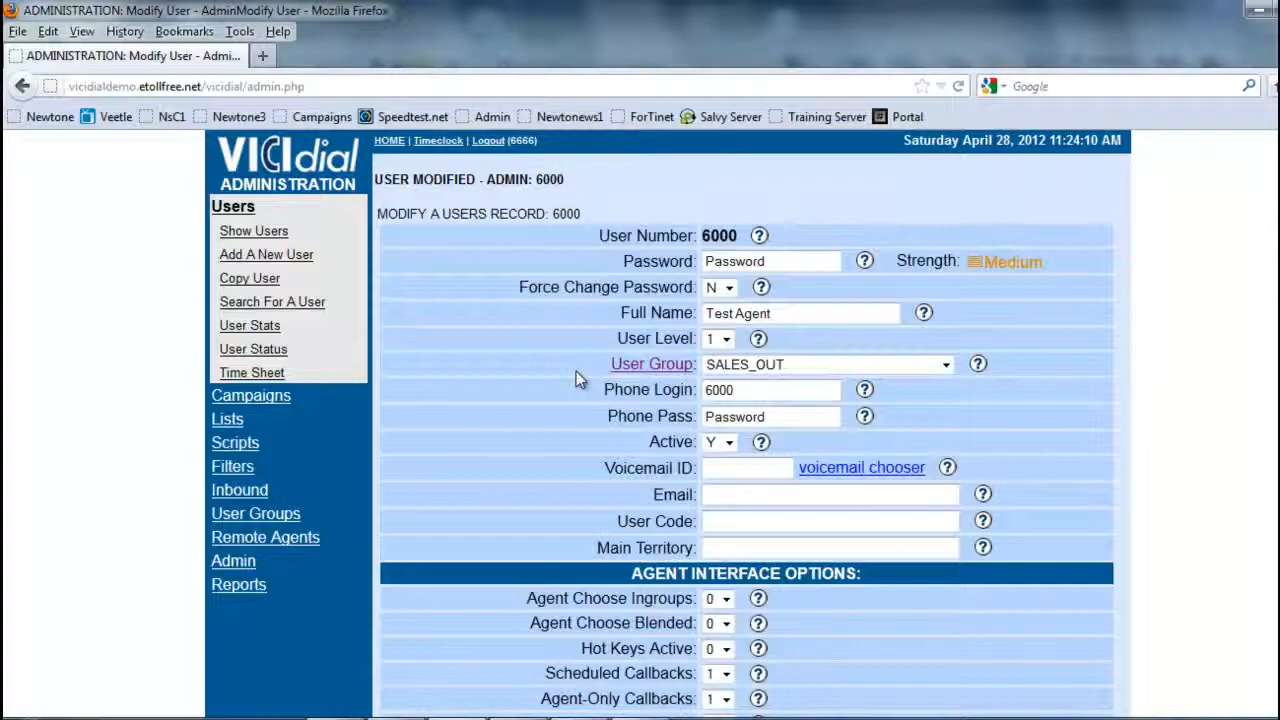 ADMINISTRATION: Modify User - AdminModify User - Mozilla Firefox
File Edit View History Bookmarks Tools Help
ADMINISTRATION: Modify User - Admi... +
vicidialdemo.etollfree.net/vicidial/admin.php Google
Newtone Veetle NsC1 Newtone3 Campaigns Speedtest.net Admin Newtonews1 ForTinet Salvy Server Training Server Portal
VICIdial
ADMINISTRATION
Users
Show Users
Add A New User
Copy User
Search For A User
User Stats
User Status
Time Sheet
Campaigns
Lists
Scripts
Filters
Inbound
User Groups
Remote Agents
Admin
Reports
HOME | Timeclock | Logout (6666) Saturday April 28, 2012 11:24:10 AM
USER MODIFIED - ADMIN: 6000
MODIFY A USERS RECORD: 6000
User Number: 6000 ?
Password: Password ? Strength: Medium
Force Change Password: N ?
Full Name: Test Agent ?
User Level: 1 ?
User Group: SALES_OUT ?
Phone Login: 6000 ?
Phone Pass: Password ?
Active: Y ?
Voicemail ID: voicemail chooser ?
Email: ?
User Code: ?
Main Territory: ?
AGENT INTERFACE OPTIONS:
Agent Choose Ingroups: 0 ?
Agent Choose Blended: 0 ?
Hot Keys Active: 0 ?
Scheduled Callbacks: 1 ?
Agent-Only Callbacks: 1 ?